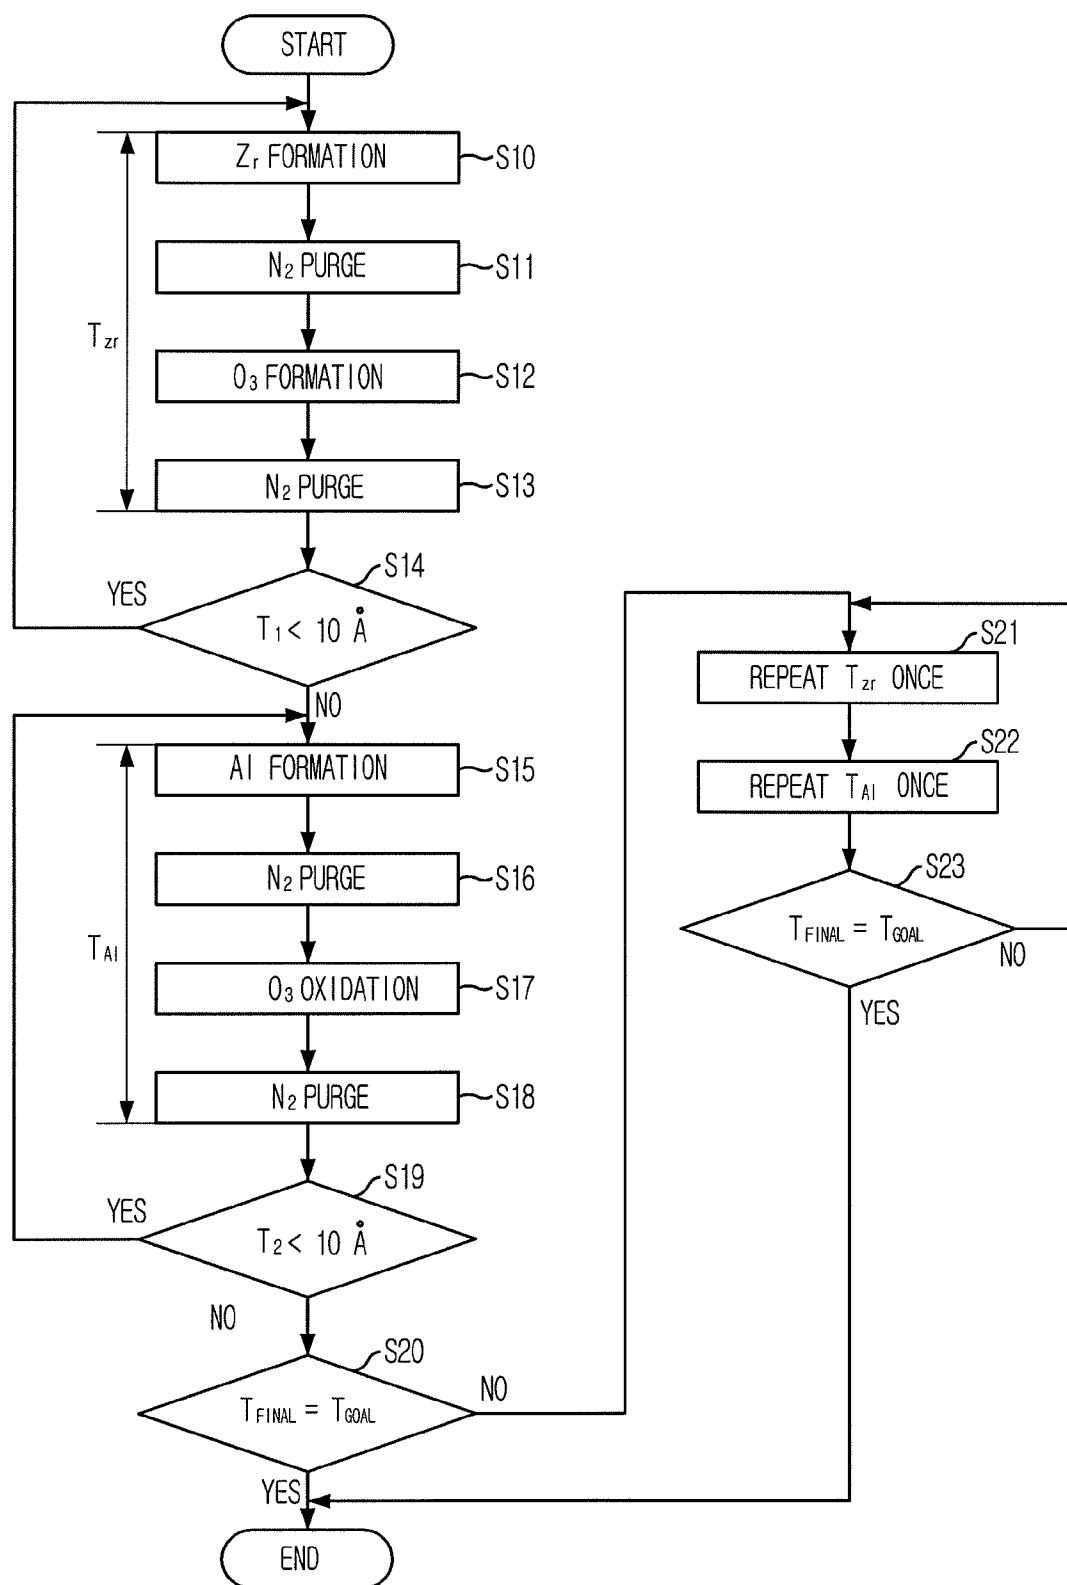 START
Zr FORMATION
S10
N2 PURGE
S11
Tzr
O3 FORMATION
S12
N2 PURGE
S13
S14
YES
T1 < 10 Å
NO
Al FORMATION
S15
N2 PURGE
S16
TAl
O3 OXIDATION
S17
N2 PURGE
S18
S19
YES
T2 < 10 Å
NO
S20
TFINAL = TGOAL
NO
YES
END
S21
REPEAT Tzr ONCE
S22
REPEAT TAl ONCE
S23
TFINAL = TGOAL
NO
YES